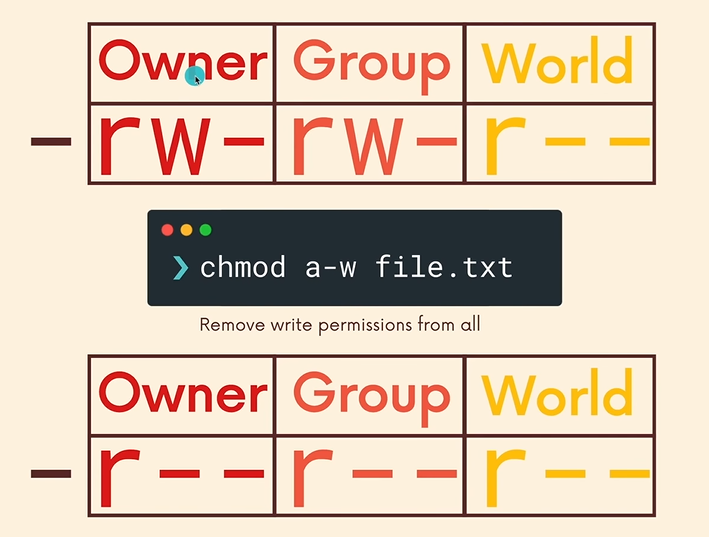 Owner Group World
- rw- rw- r--
❯ chmod a-w file.txt
Remove write permissions from all
Owner Group World
- r-- r-- r--